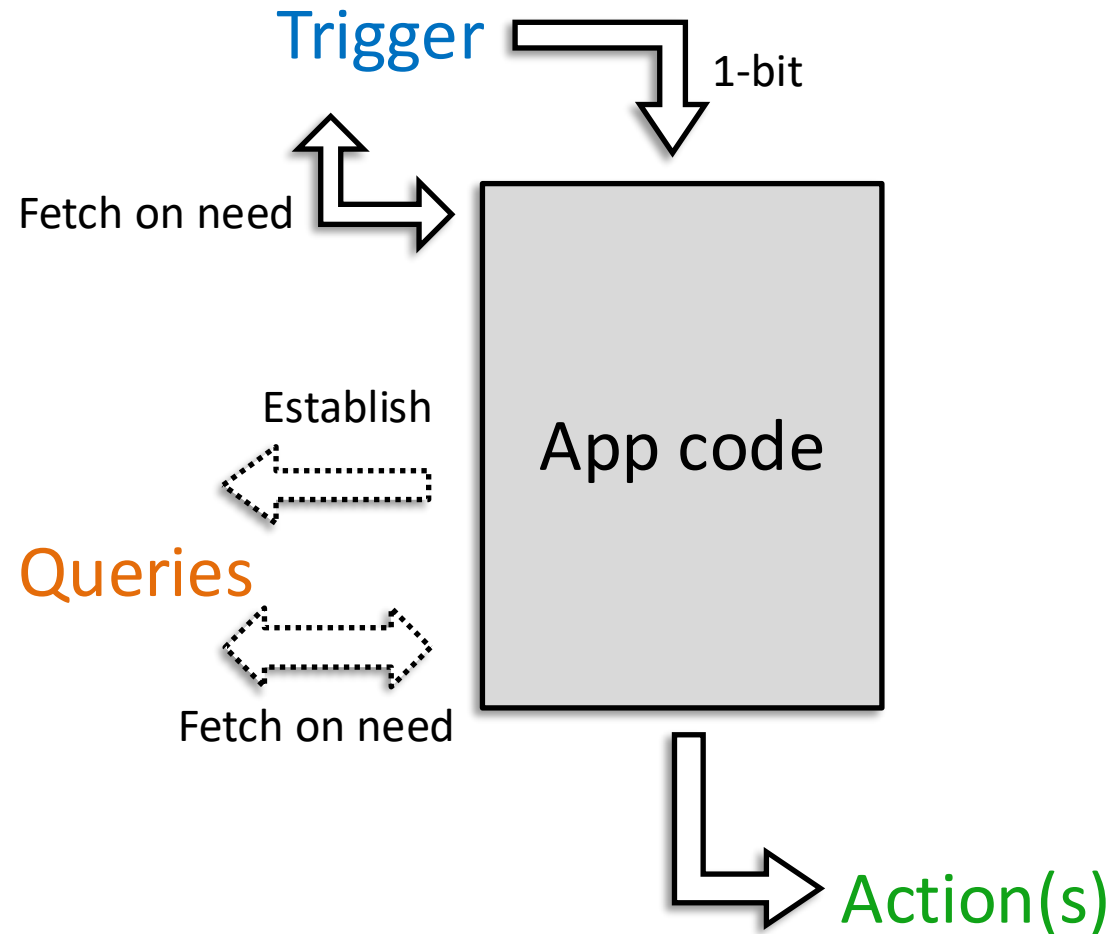 Trigger
1-bit
Fetch on need
Establish
App code
Queries
Fetch on need
Action(s)